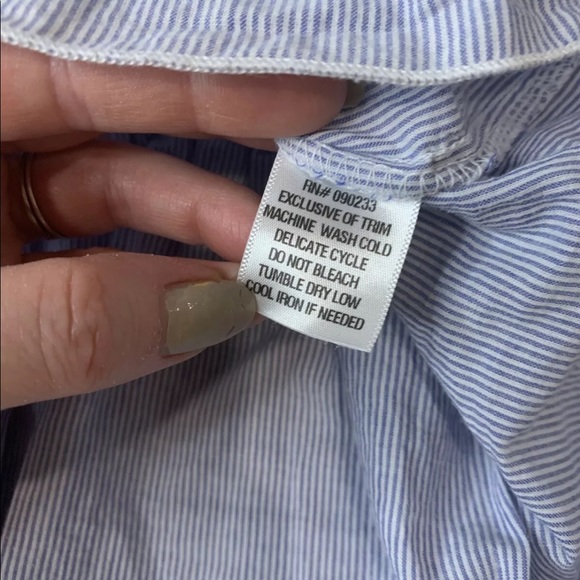 RN# 090233
EXCLUSIVE OF TRIM
MACHINE WASH COLD
DELICATE CYCLE
DO NOT BLEACH
TUMBLE DRY LOW
COOL IRON IF NEEDED